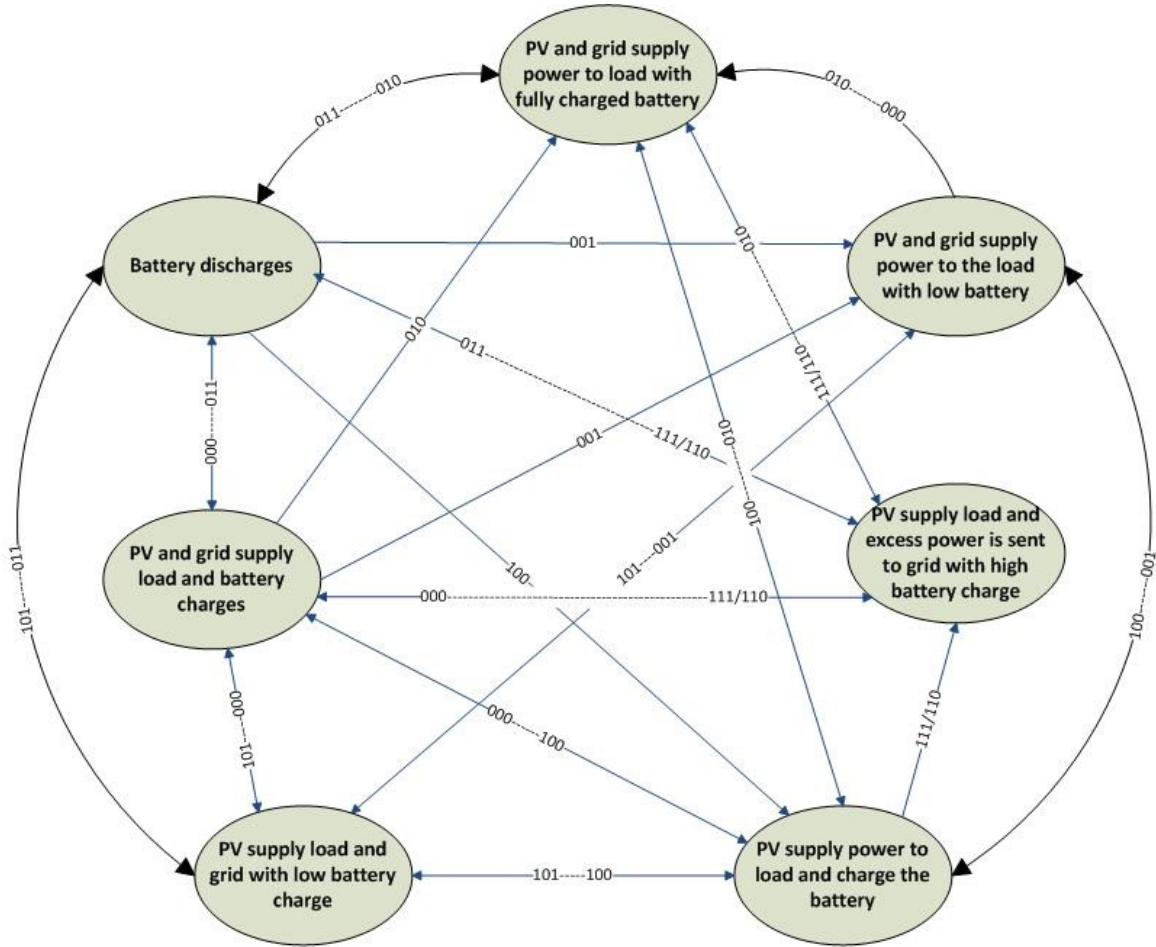 PV and grid supply
power to load with
fully charged battery
011------010
010------000
Battery discharges
001
PV and grid supply
power to the load
with low battery
010
111/110
010
011
111/110
011
000
001
010
100
PV supply load and
excess power is sent
to grid with high
battery charge
PV and grid supply
load and battery
charges
100
101-----001
000
111/110
101-----011
100------001
000
101
000-----100
111/110
PV supply load and
grid with low battery
charge
101-----100
PV supply power to
load and charge the
battery